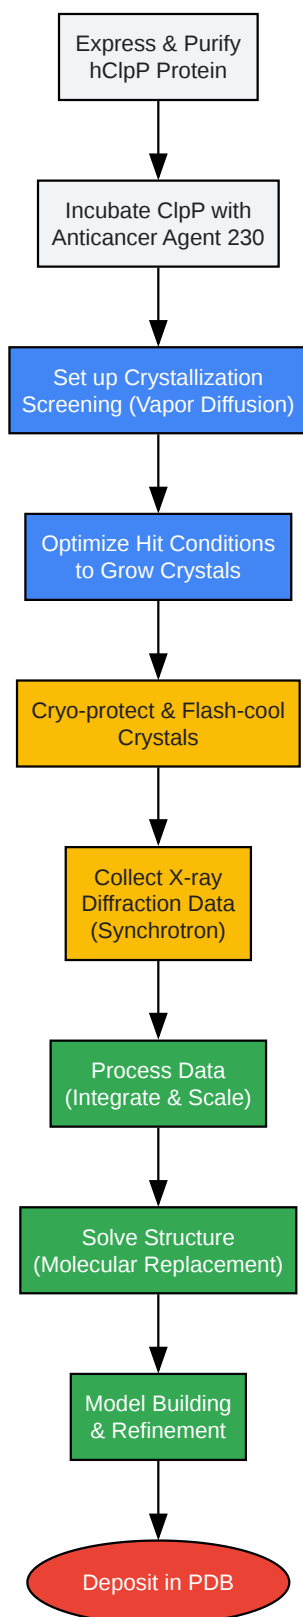 Express & Purify
hClpP Protein
Incubate ClpP with
Anticancer Agent 230
Set up Crystallization
Screening (Vapor Diffusion)
Optimize Hit Conditions
to Grow Crystals
Cryo-protect & Flash-cool
Crystals
Collect X-ray
Diffraction Data
(Synchrotron)
Process Data
(Integrate & Scale)
Solve Structure
(Molecular Replacement)
Model Building
& Refinement
Deposit in PDB